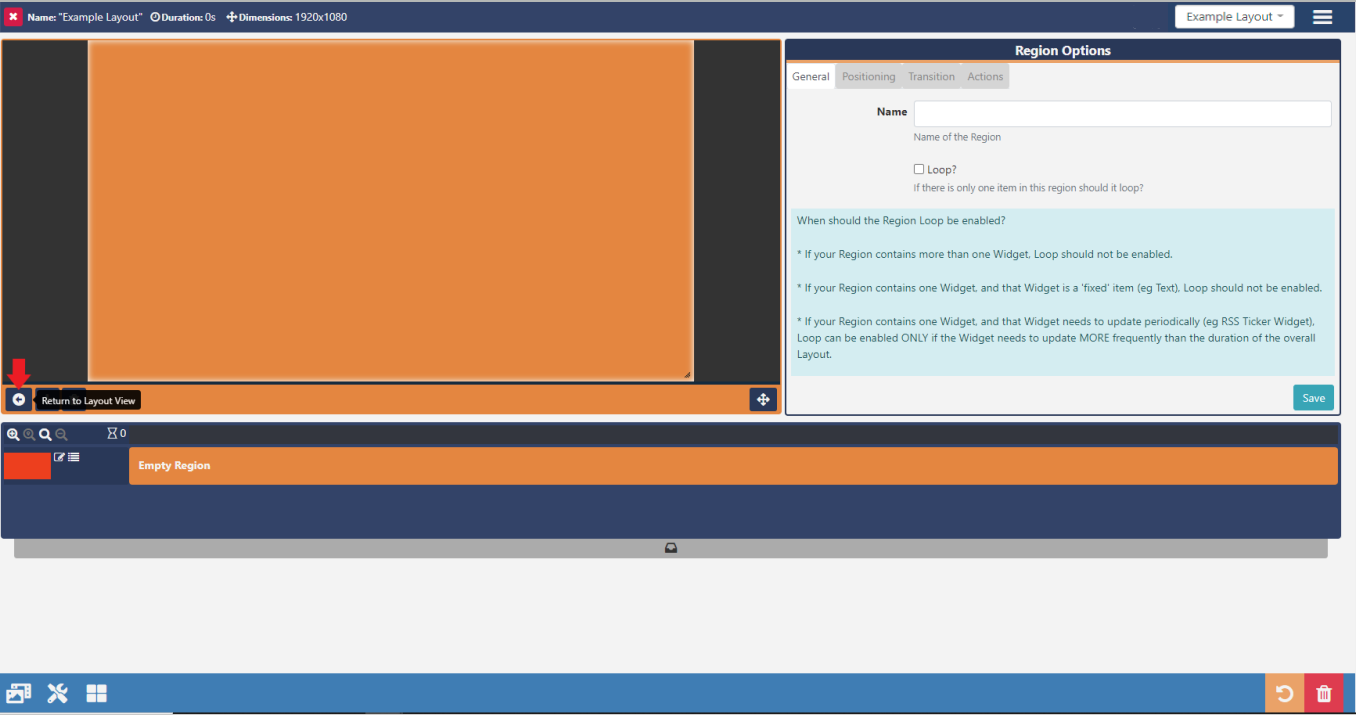 Name: "Example Layout" Duration: 0s Dimensions: 1920x1080
Example Layout
Region Options
General Positioning Transition Actions
Name
Name of the Region
Loop?
If there is only one item in this region should it loop?
When should the Region Loop be enabled?
* If your Region contains more than one Widget, Loop should not be enabled.
* If your Region contains one Widget, and that Widget is a 'fixed' item (eg Text), Loop should not be enabled.
* If your Region contains one Widget, and that Widget needs to update periodically (eg RSS Ticker Widget),
Loop can be enabled ONLY if the Widget needs to update MORE frequently than the duration of the overall
Layout.
Return to Layout View
Save
0
Empty Region